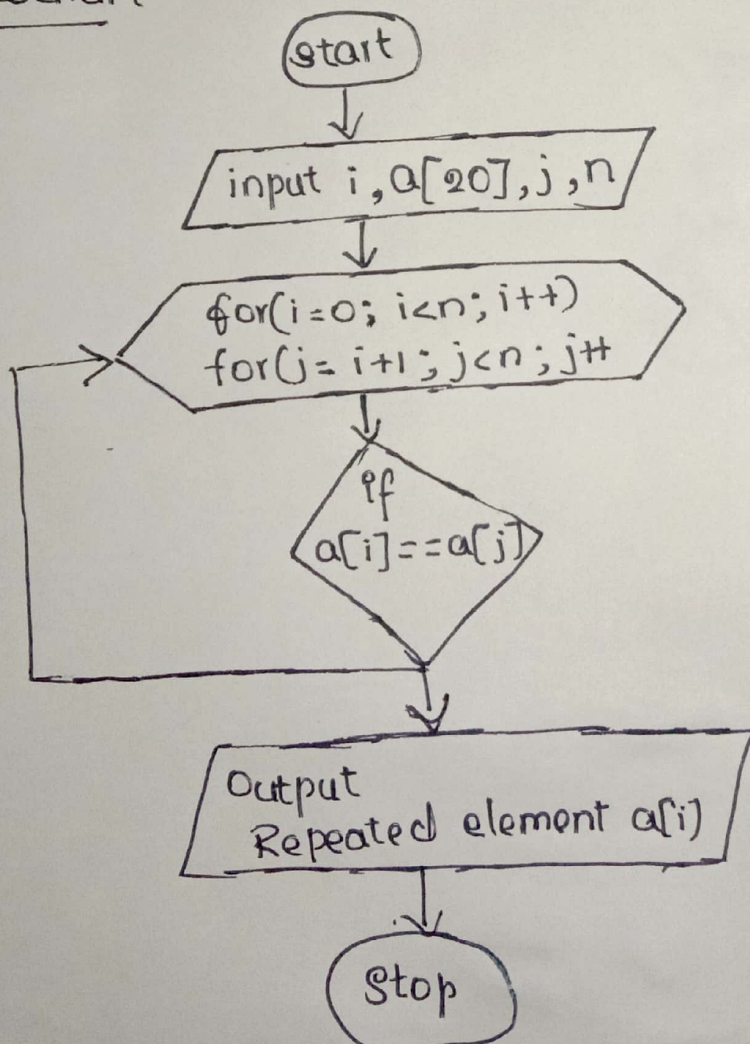 start
input i, a[20], j, n
for(i=0; i<n; i++)
for(j= i+1; j<n; j++
if
a[i]==a[j]
Output
Repeated element a[i]
Stop